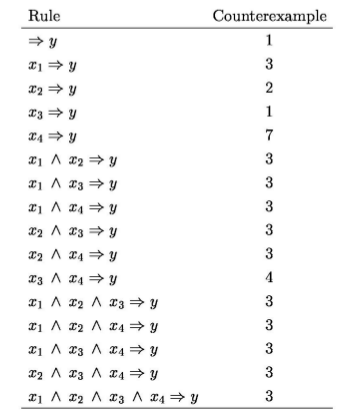 Rule Counterexample
⇒ y 1
x₁ ⇒ y 3
x₂ ⇒ y 2
x₃ ⇒ y 1
x₄ ⇒ y 7
x₁ ∧ x₂ ⇒ y 3
x₁ ∧ x₃ ⇒ y 3
x₁ ∧ x₄ ⇒ y 3
x₂ ∧ x₃ ⇒ y 3
x₂ ∧ x₄ ⇒ y 3
x₃ ∧ x₄ ⇒ y 4
x₁ ∧ x₂ ∧ x₃ ⇒ y 3
x₁ ∧ x₂ ∧ x₄ ⇒ y 3
x₁ ∧ x₃ ∧ x₄ ⇒ y 3
x₂ ∧ x₃ ∧ x₄ ⇒ y 3
x₁ ∧ x₂ ∧ x₃ ∧ x₄ ⇒ y 3